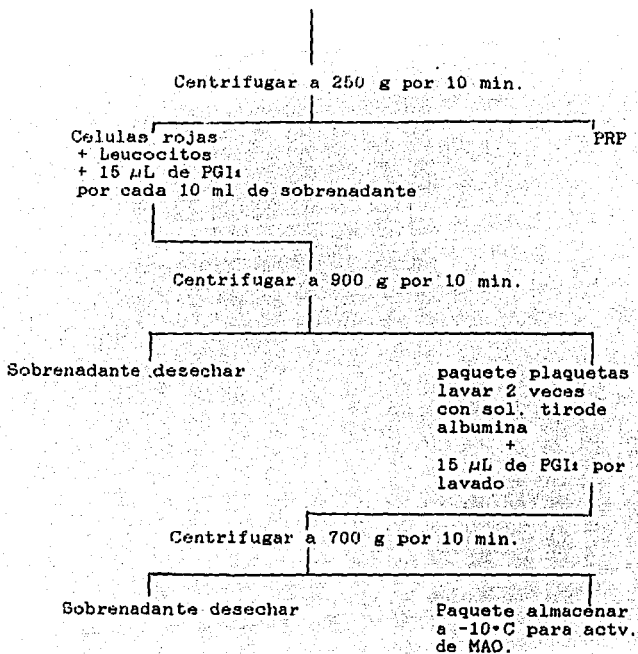 Centrifugar a 250 g por 10 min.
Celulas rojas
+ Leucocitos
+ 15 µL de PGI₂
por cada 10 ml de sobrenadante
PRP
Centrifugar a 900 g por 10 min.
Sobrenadante desechar
paquete plaquetas
lavar 2 veces
con sol. tirode
albumina
+
15 µL de PGI₂ por
lavado
Centrifugar a 700 g por 10 min.
Sobrenadante desechar
Paquete almacenar
a -10°C para actv.
de MAO.